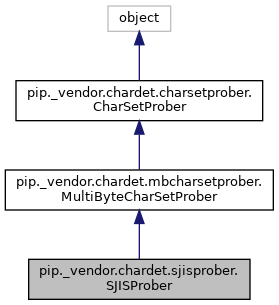 object
pip._vendor.chardet.charsetprober.
CharSetProber
pip._vendor.chardet.mbcharsetprober.
MultiByteCharSetProber
pip._vendor.chardet.sjisprober.
SJISProber